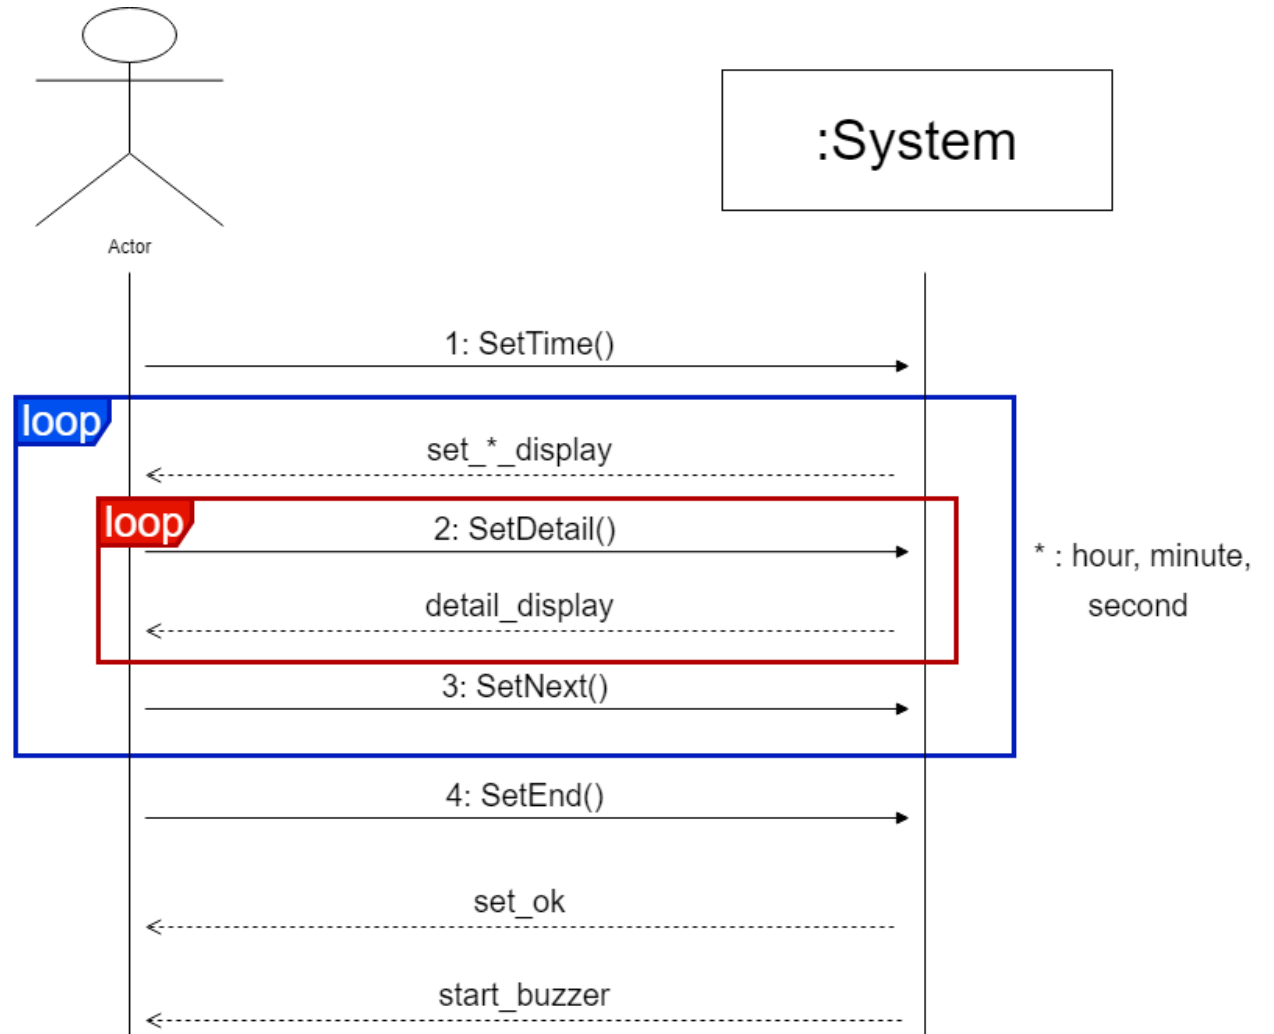 :System
Actor
1: SetTime()
loop
set_*_display
loop
2: SetDetail()
* : hour, minute,
second
detail_display
3: SetNext()
4: SetEnd()
set_ok
start_buzzer